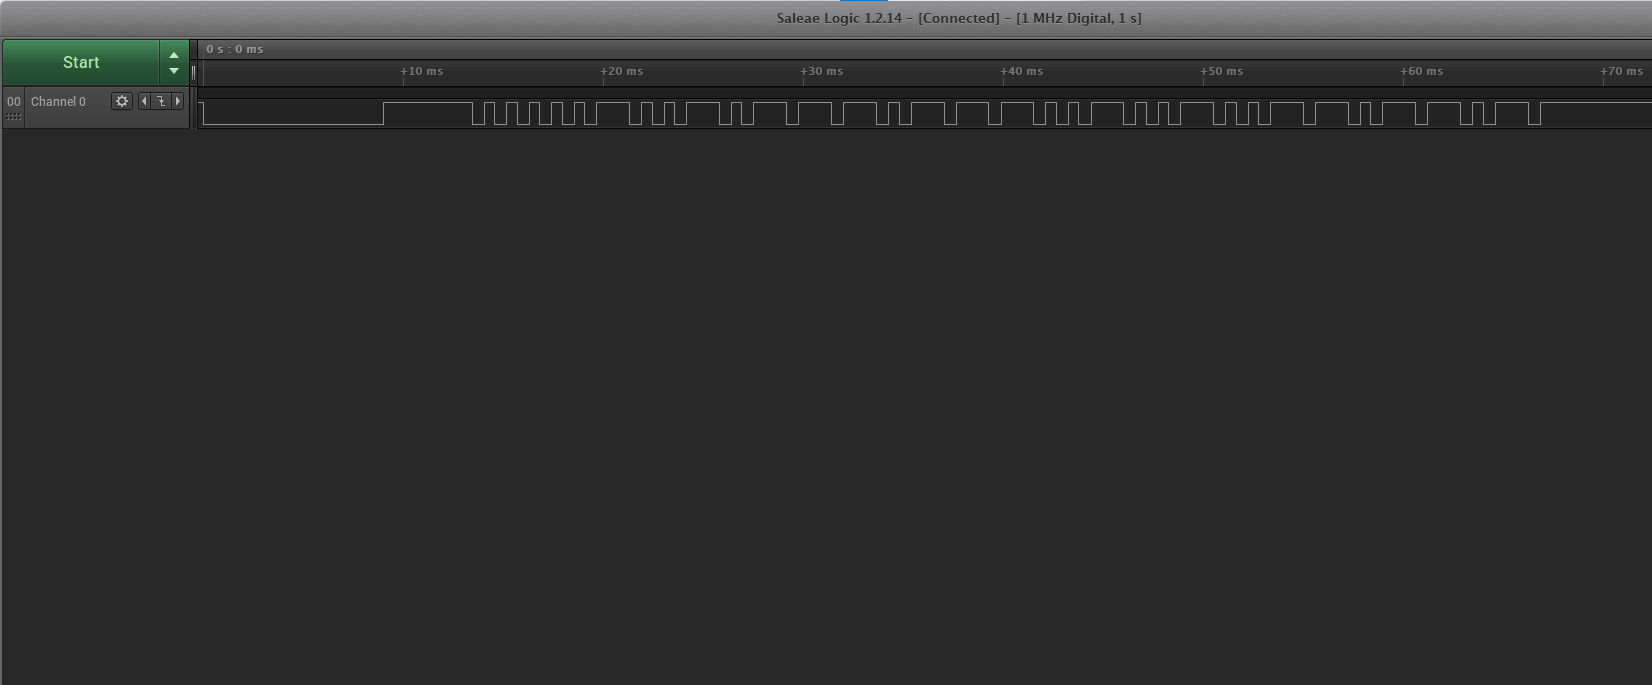 Saleae Logic 1.2.14 - [Connected] - [1 MHz Digital, 1 s]
Start
0 s : 0 ms
+10 ms +20 ms +30 ms +40 ms +50 ms +60 ms +70 ms
00 Channel 0